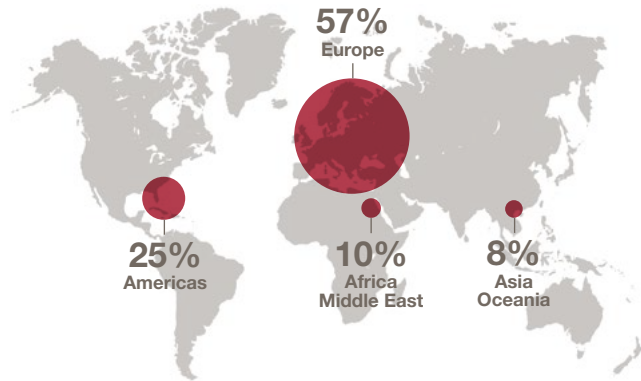 57%
Europe
25%
Americas
10%
Africa
Middle East
8%
Asia
Oceania